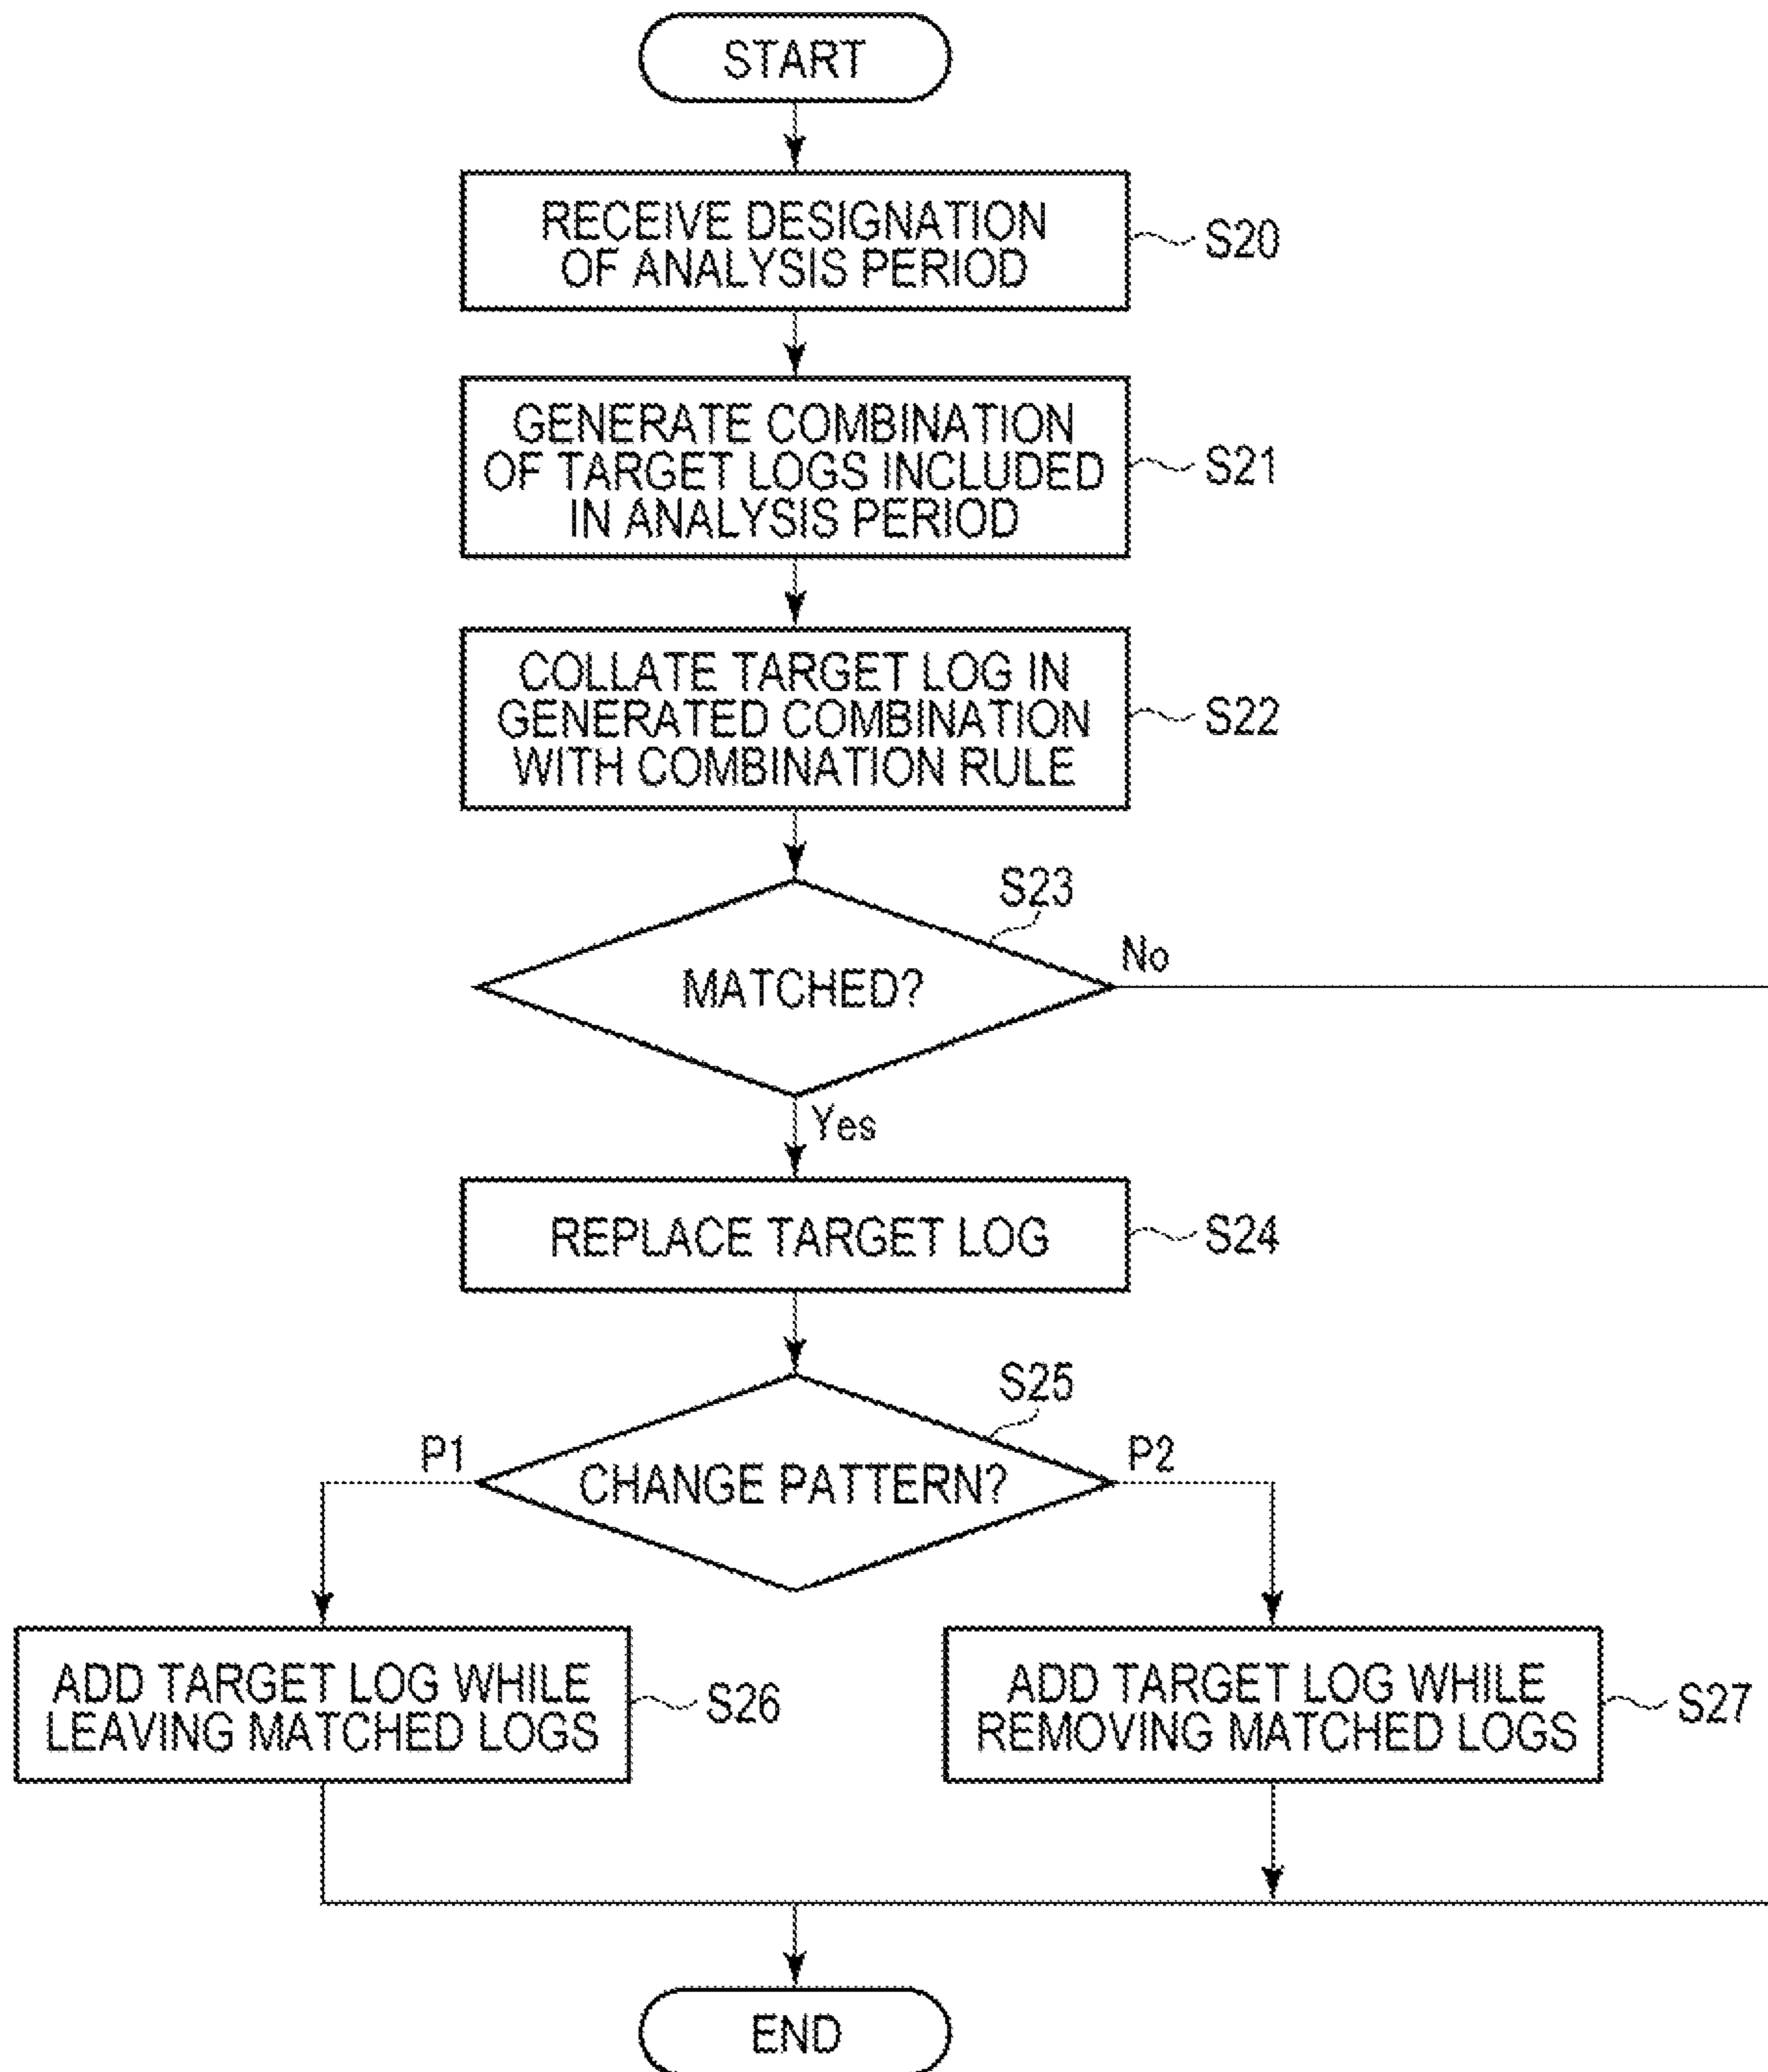 START
RECEIVE DESIGNATION
OF ANALYSIS PERIOD
S20
GENERATE COMBINATION
OF TARGET LOGS INCLUDED
IN ANALYSIS PERIOD
S21
COLLATE TARGET LOG IN
GENERATED COMBINATION
WITH COMBINATION RULE
S22
S23
MATCHED?
No
Yes
REPLACE TARGET LOG
S24
S25
P1
CHANGE PATTERN?
P2
ADD TARGET LOG WHILE
LEAVING MATCHED LOGS
S26
ADD TARGET LOG WHILE
REMOVING MATCHED LOGS
S27
END